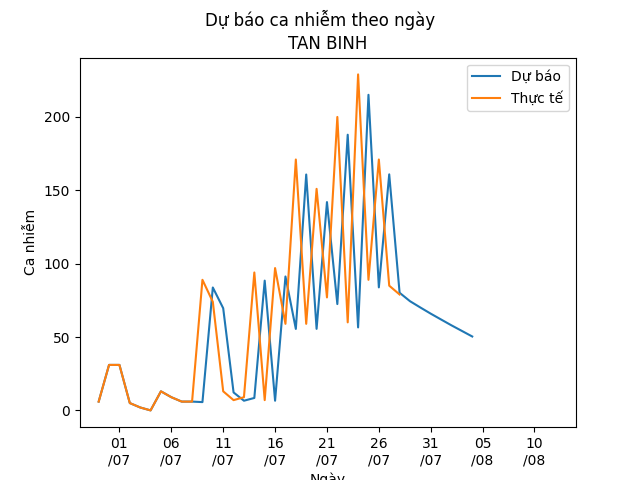 Dự báo ca nhiễm theo ngày
TAN BINH
Dự báo
Thực tế
Ca nhiễm
200
150
100
50
0
01 06 11 16 21 26 31 05 10
/07 /07 /07 /07 /07 /07 /07 /08 /08
Ngày